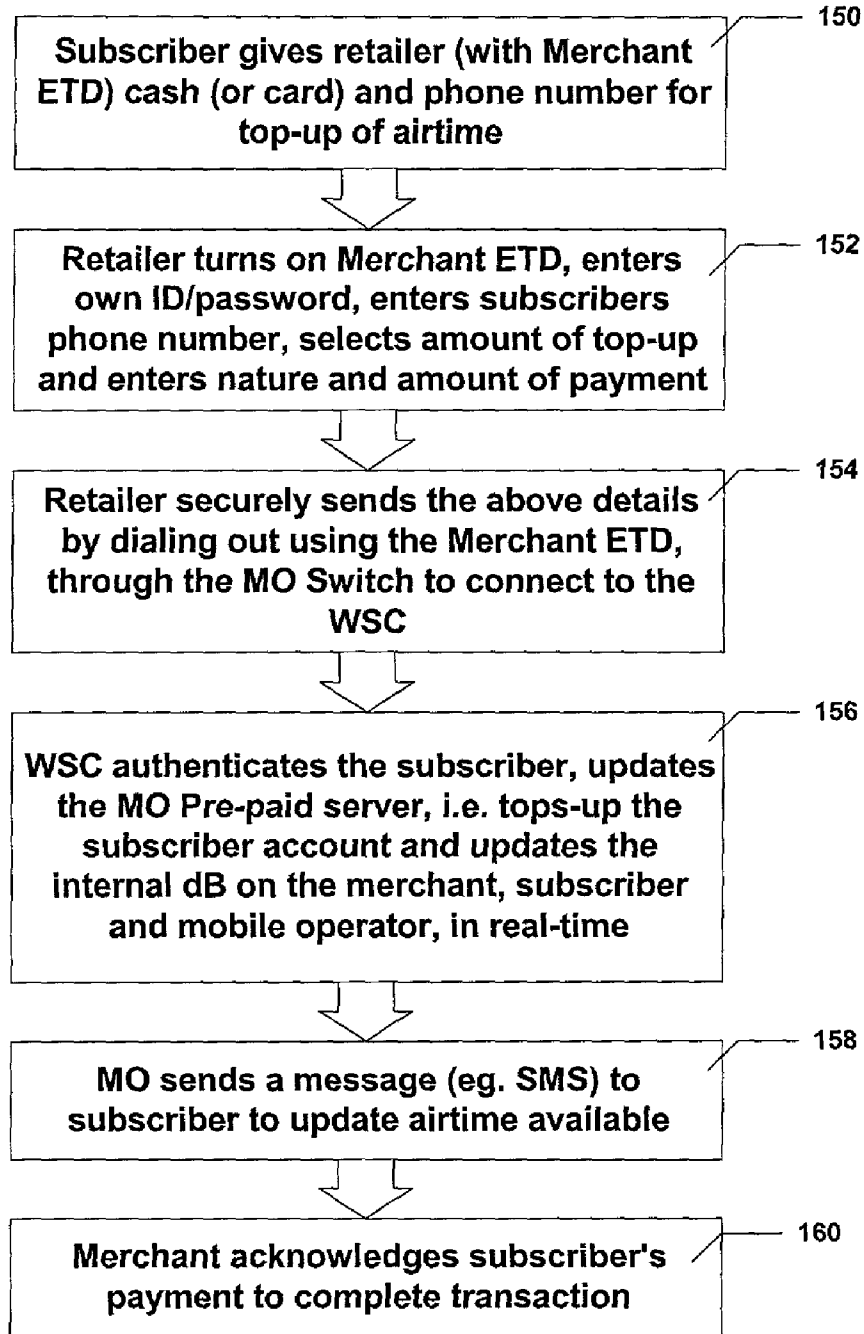 150
Subscriber gives retailer (with Merchant
ETD) cash (or card) and phone number for
top-up of airtime
152
Retailer turns on Merchant ETD, enters
own ID/password, enters subscribers
phone number, selects amount of top-up
and enters nature and amount of payment
154
Retailer securely sends the above details
by dialing out using the Merchant ETD,
through the MO Switch to connect to the
WSC
156
WSC authenticates the subscriber, updates
the MO Pre-paid server, i.e. tops-up the
subscriber account and updates the
internal dB on the merchant, subscriber
and mobile operator, in real-time
158
MO sends a message (eg. SMS) to
subscriber to update airtime available
160
Merchant acknowledges subscriber's
payment to complete transaction